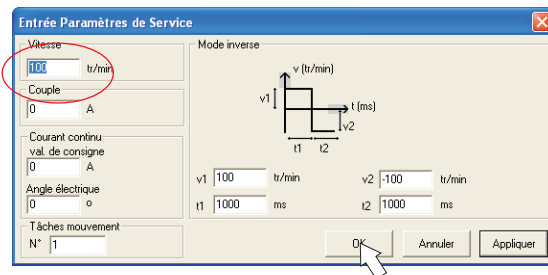 Entrée Paramètres de Service
Vitesse
100 tr/min
Couple
0 A
Courant continu
val. de consigne
0 A
Angle électrique
0 °
Tâches mouvement
N° 1
Mode inverse
v (tr/min)
v1
t (ms)
v2
t1 t2
v1 100 tr/min v2 -100 tr/min
t1 1000 ms t2 1000 ms
OK Annuler Appliquer